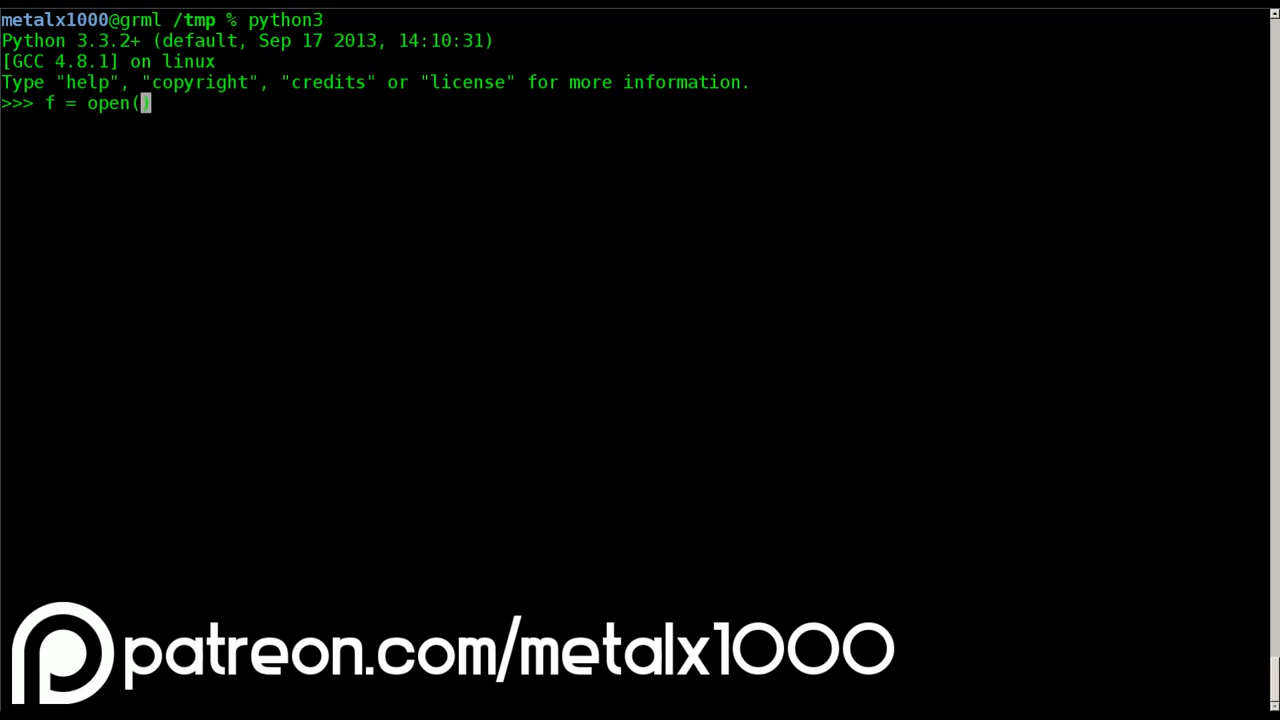 metalx1000@grml /tmp % python3
Python 3.3.2+ (default, Sep 17 2013, 14:10:31)
[GCC 4.8.1] on linux
Type "help", "copyright", "credits" or "license" for more information.
>>> f = open()
patreon.com/metalx1000